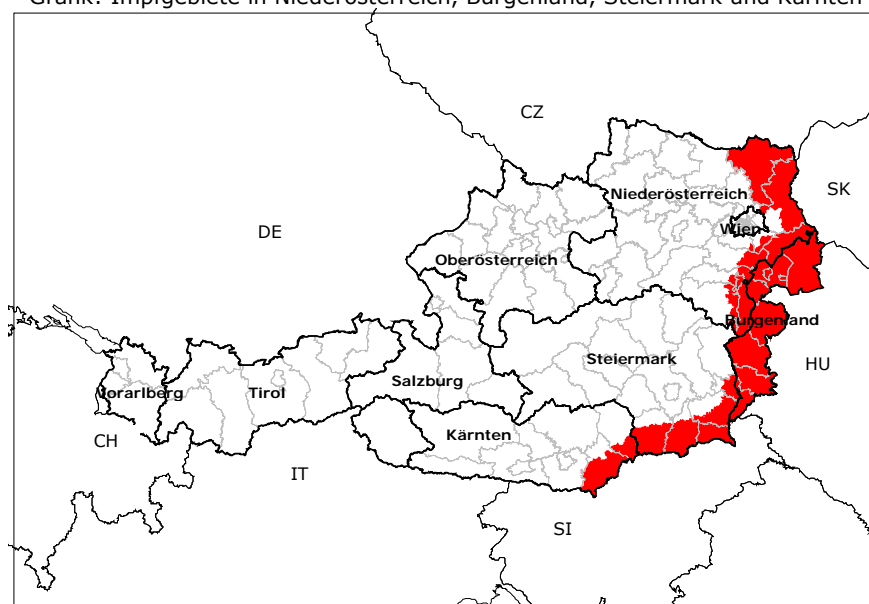 Grafik: Impfgebiete in Niederösterreich, Burgenland, Steiermark und Kärnten
CZ
SK
Niederösterreich
Wien
DE
Oberösterreich
Burgenland
Steiermark
HU
Salzburg
Tirol
Vorarlberg
Kärnten
CH
IT
SI